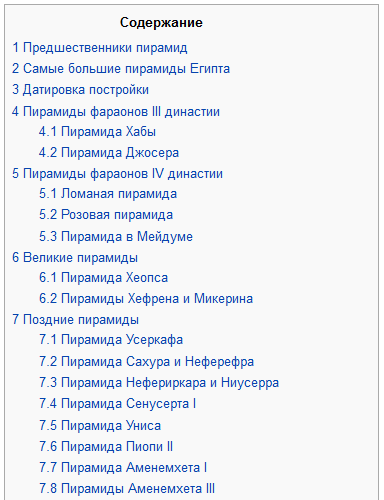 Содержание
1 Предшественники пирамид
2 Самые большие пирамиды Египта
3 Датировка постройки
4 Пирамиды фараонов III династии
4.1 Пирамида Хабы
4.2 Пирамида Джосера
5 Пирамиды фараонов IV династии
5.1 Ломаная пирамида
5.2 Розовая пирамида
5.3 Пирамида в Мейдуме
6 Великие пирамиды
6.1 Пирамида Хеопса
6.2 Пирамиды Хефрена и Микерина
7 Поздние пирамиды
7.1 Пирамида Усеркафа
7.2 Пирамида Сахура и Неферефра
7.3 Пирамида Нефериркара и Ниусерра
7.4 Пирамида Сенусерта I
7.5 Пирамида Униса
7.6 Пирамида Пиопи II
7.7 Пирамида Аменемхета I
7.8 Пирамиды Аменемхета III